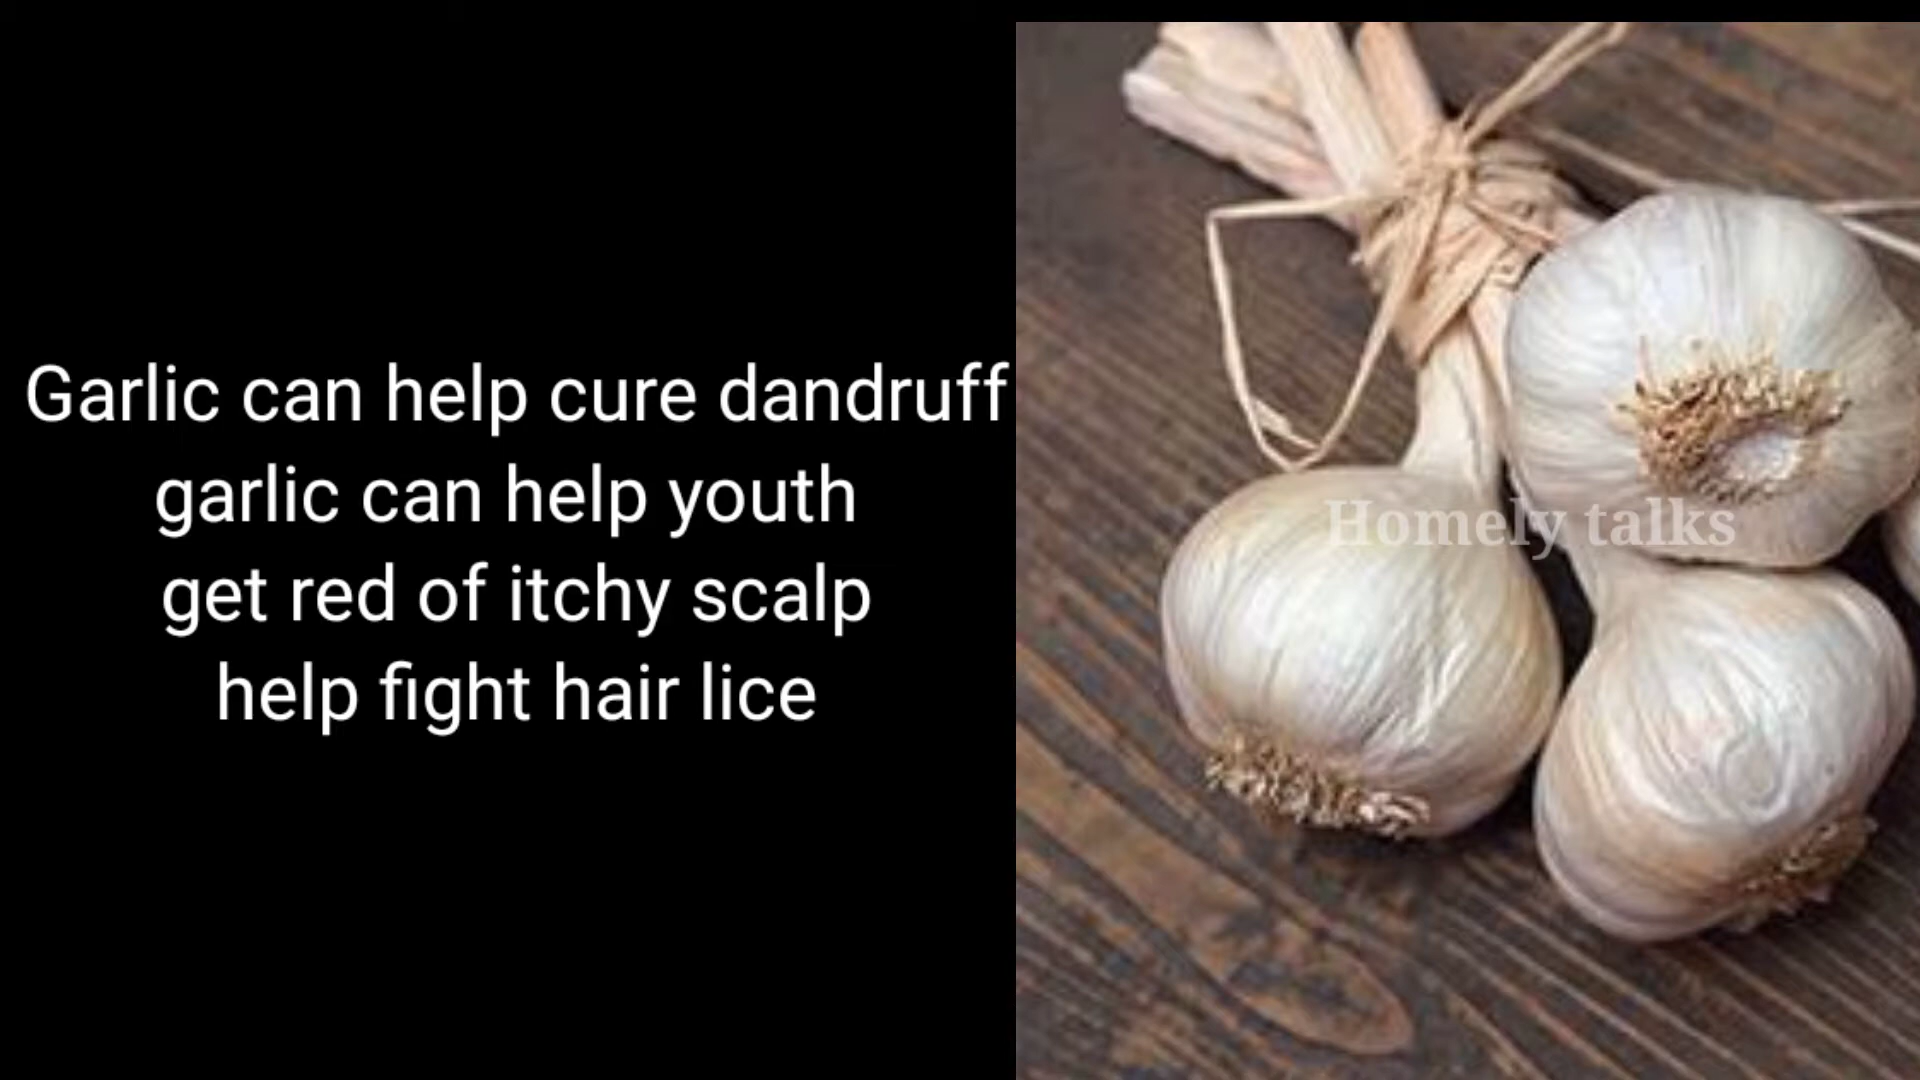 Garlic can help cure dandruff
garlic can help youth
get red of itchy scalp
help fight hair lice
Homely talks